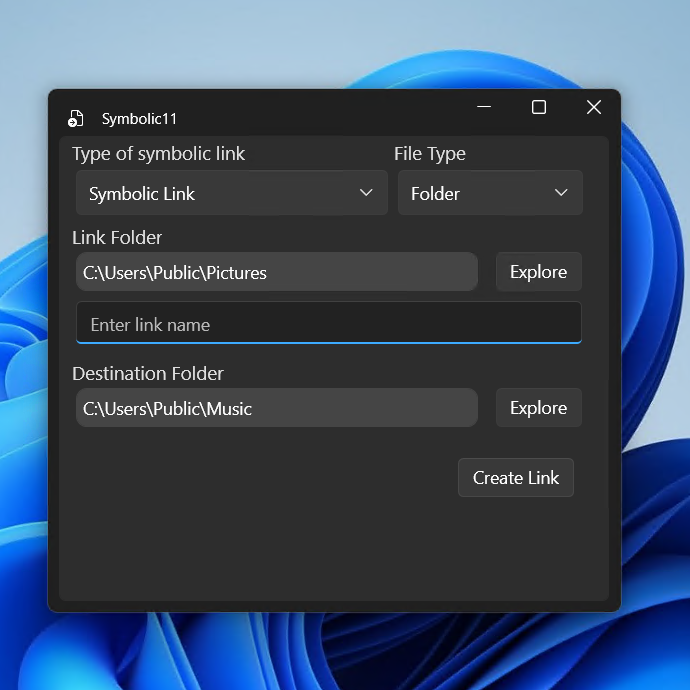 Symbolic11
Type of symbolic link
File Type
Symbolic Link
Folder
Link Folder
C:\Users\Public\Pictures
Explore
Enter link name
Destination Folder
C:\Users\Public\Music
Explore
Create Link